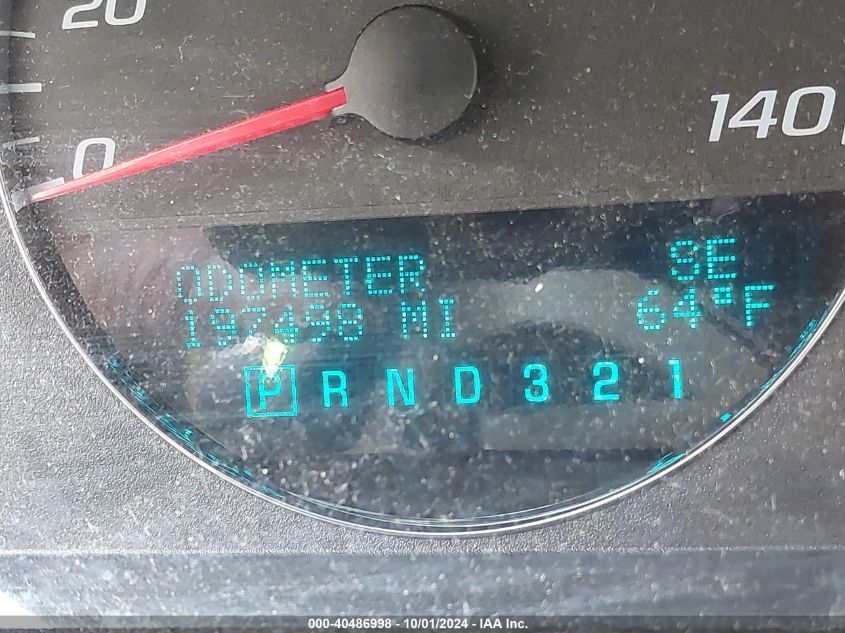 20
0
140
ODOMETER SE
197498 MI 64°F
P R N D 3 2 1
000-40486998 - 10/01/2024 - IAA Inc.